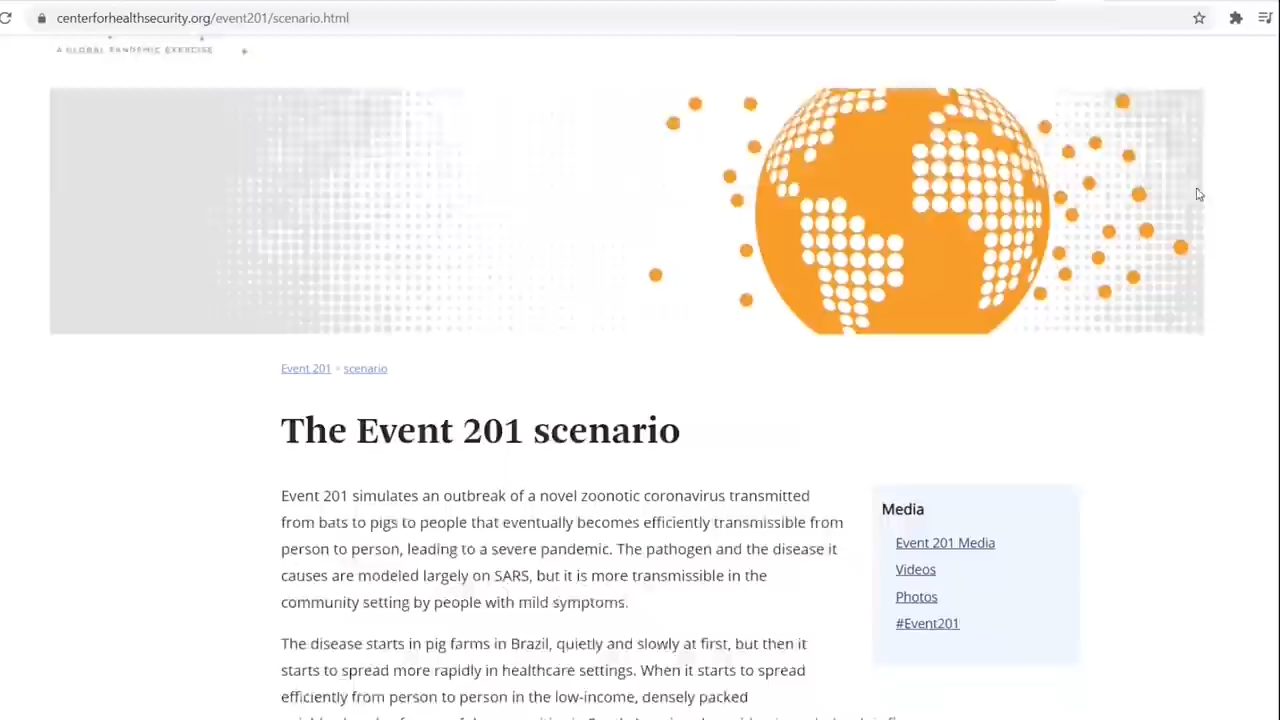 centerforhealthsecurity.org/event201/scenario.html
A GLOBAL PANDEMIC EXERCISE
Event 201 » scenario
The Event 201 scenario
Event 201 simulates an outbreak of a novel zoonotic coronavirus transmitted
from bats to pigs to people that eventually becomes efficiently transmissible from
person to person, leading to a severe pandemic. The pathogen and the disease it
causes are modeled largely on SARS, but it is more transmissible in the
community setting by people with mild symptoms.
The disease starts in pig farms in Brazil, quietly and slowly at first, but then it
starts to spread more rapidly in healthcare settings. When it starts to spread
efficiently from person to person in the low-income, densely packed
Media
Event 201 Media
Videos
Photos
#Event201